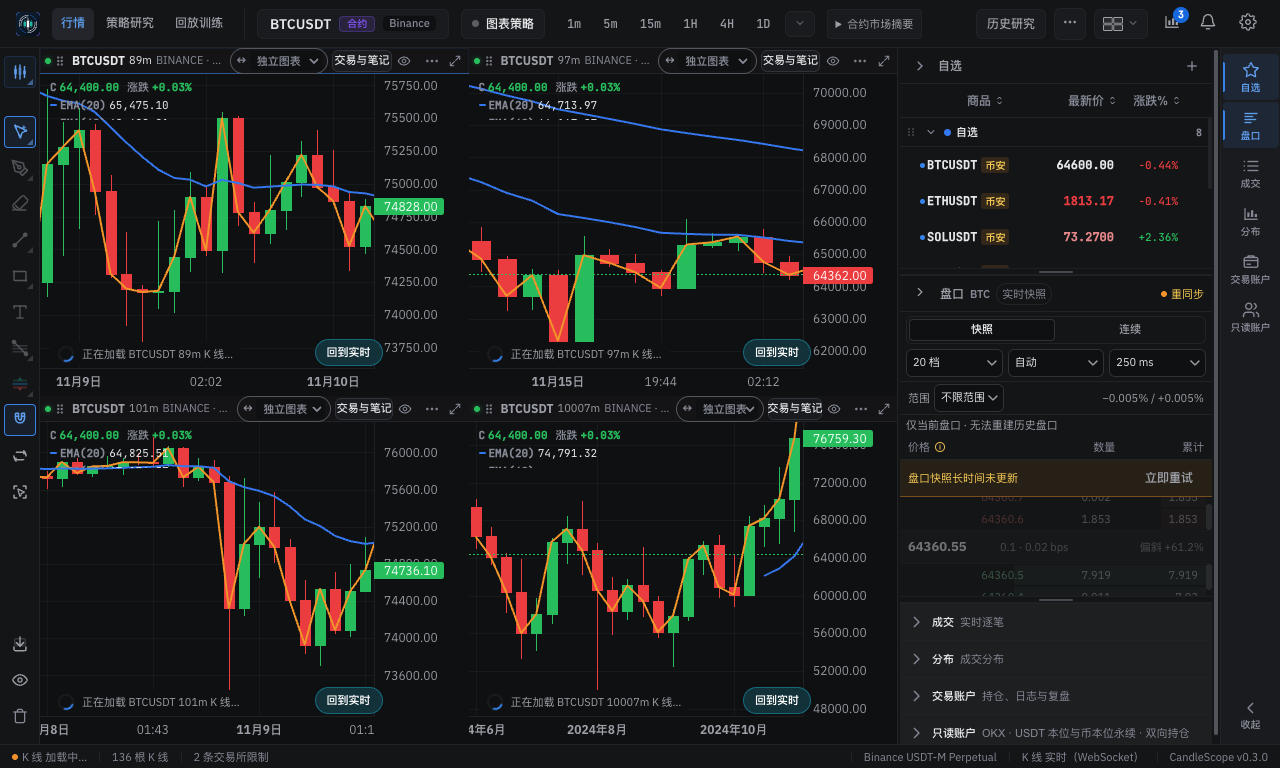 行情 策略研究 回放训练 BTCUSDT 合约 Binance 图表策略 1m 5m 15m 1H 4H 1D 合约市场摘要 历史研究 3
BTCUSDT 89m BINANCE · ... 独立图表 交易与笔记
C 64,400.00 涨跌 +0.03%
EMA(20) 65,475.10
75750.00
75500.00
75250.00
75000.00
74828.00
74750.00
74500.00
74250.00
74000.00
73750.00
正在加载 BTCUSDT 89m K 线... 回到实时
11月9日 02:02 11月10日
BTCUSDT 97m BINANCE · ... 独立图表 交易与笔记
C 64,400.00 涨跌 +0.03%
EMA(20) 64,713.97
70000.00
69000.00
68000.00
67000.00
66000.00
65000.00
64362.00
64000.00
63000.00
62000.00
正在加载 BTCUSDT 97m K 线... 回到实时
11月15日 19:44 02:12
BTCUSDT 101m BINANCE · ... 独立图表 交易与笔记
C 64,400.00 涨跌 +0.03%
EMA(20) 64,825.51
76000.00
75600.00
75200.00
74736.10
74400.00
74000.00
73600.00
正在加载 BTCUSDT 101m K 线... 回到实时
月8日 01:43 11月9日 01:1
BTCUSDT 10007m BINANCE · ... 独立图表 交易与笔记
C 64,400.00 涨跌 +0.03%
EMA(20) 74,791.32
76759.30
72000.00
68000.00
64000.00
60000.00
56000.00
52000.00
48000.00
正在加载 BTCUSDT 10007m K 线... 回到实时
4年6月 2024年8月 2024年10月
自选
商品 最新价 涨跌%
自选 8
BTCUSDT 币安 64600.00 -0.44%
ETHUSDT 币安 1813.17 -0.41%
SOLUSDT 币安 73.2700 +2.36%
盘口 BTC 实时快照 重同步
快照 连续
20 档 自动 250 ms
范围 不限范围 −0.005% / +0.005%
仅当前盘口 · 无法重建历史盘口
价格 数量 累计
盘口快照长时间未更新 立即重试
64360.6 1.853 1.853
64360.55 0.1 · 0.02 bps 偏斜 +61.2%
64360.5 7.919 7.919
成交 实时逐笔
分布 成交分布
交易账户 持仓、日志与复盘
只读账户 OKX · USDT 本位与币本位永续 · 双向持仓
自选
盘口
成交
分布
交易账户
只读账户
收起
K 线 加载中... 136 根 K 线 2 条交易所限制 Binance USDT-M Perpetual K 线 实时（WebSocket） CandleScope v0.3.0